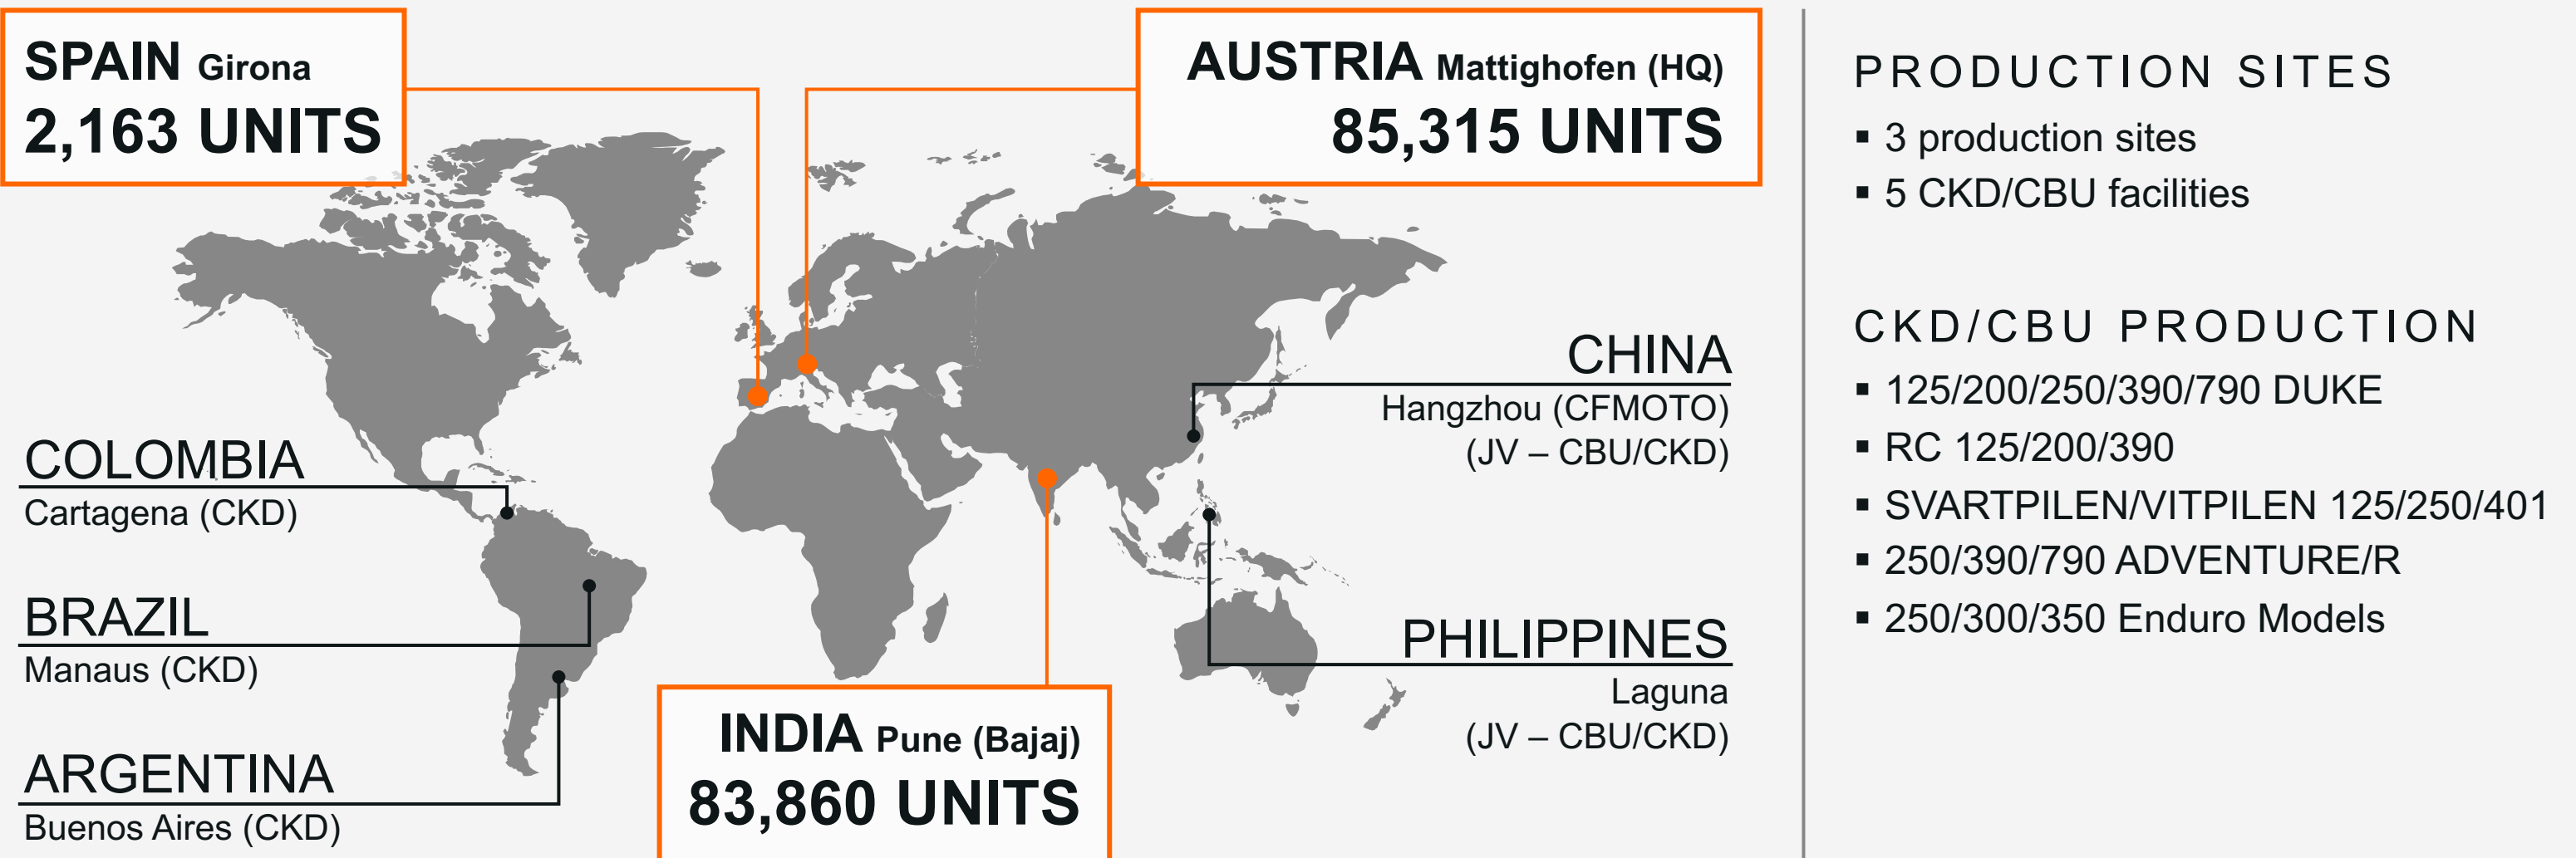 SPAIN Girona
2,163 UNITS
AUSTRIA Mattighofen (HQ)
85,315 UNITS
COLOMBIA
Cartagena (CKD)
BRAZIL
Manaus (CKD)
ARGENTINA
Buenos Aires (CKD)
INDIA Pune (Bajaj)
83,860 UNITS
CHINA
Hangzhou (CFMOTO)
(JV – CBU/CKD)
PHILIPPINES
Laguna
(JV – CBU/CKD)
PRODUCTION SITES
▪ 3 production sites
▪ 5 CKD/CBU facilities
CKD/CBU PRODUCTION
▪ 125/200/250/390/790 DUKE
▪ RC 125/200/390
▪ SVARTPILEN/VITPILEN 125/250/401
▪ 250/390/790 ADVENTURE/R
▪ 250/300/350 Enduro Models